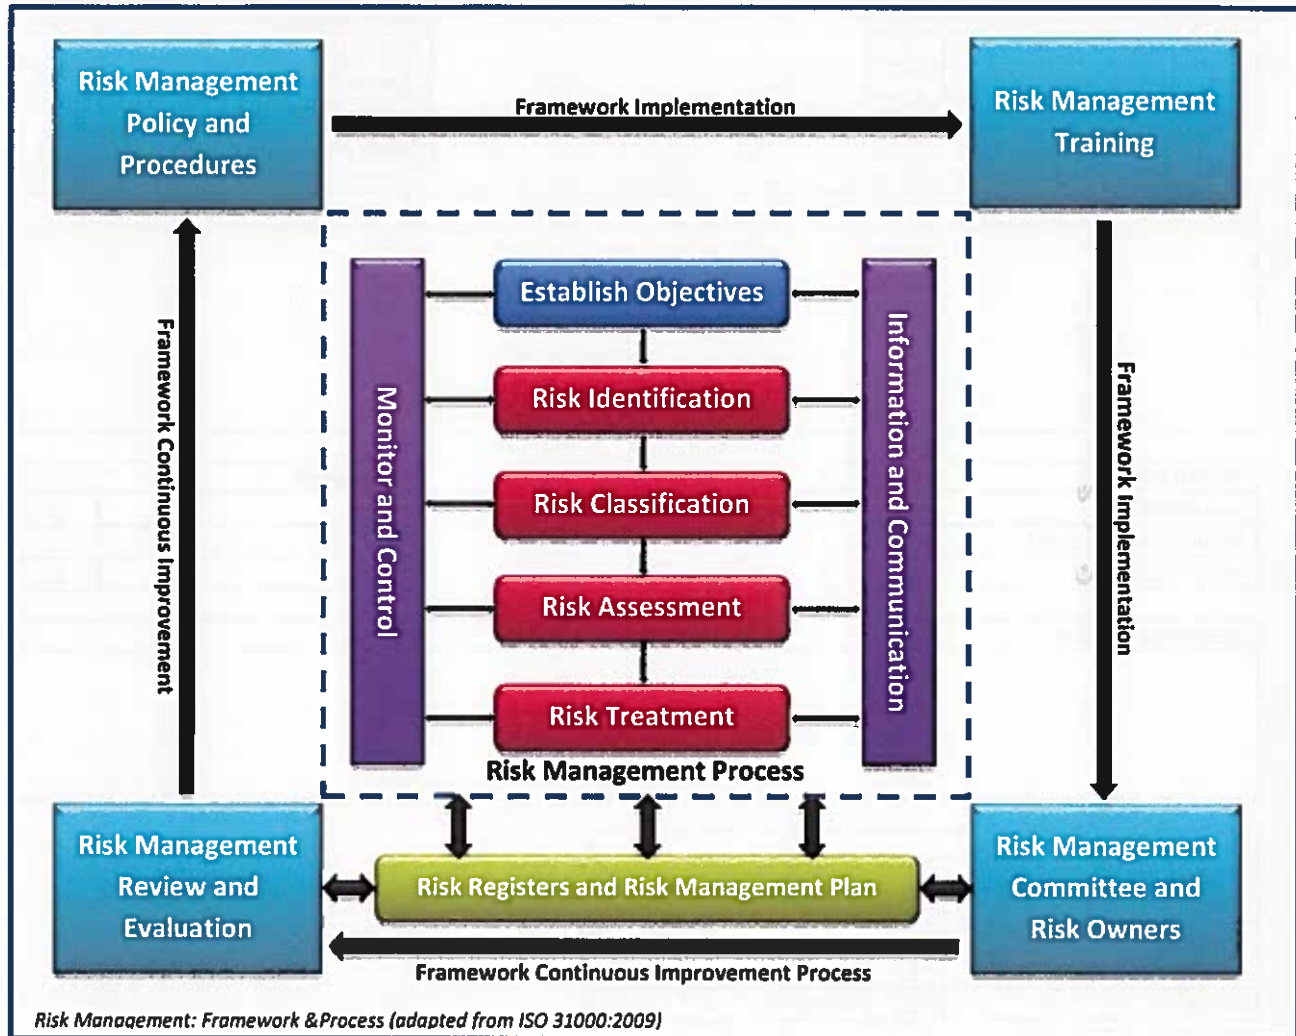 Risk Management
Policy and
Procedures
Framework Implementation
Risk Management
Training
Establish Objectives
Risk Identification
Risk Classification
Risk Assessment
Risk Treatment
Monitor and Control
Information and Communication
Risk Management Process
Framework Continuous Improvement
Framework Implementation
Risk Management
Review and
Evaluation
Risk Registers and Risk Management Plan
Risk Management
Committee and
Risk Owners
Framework Continuous Improvement Process
Risk Management: Framework &Process (adapted from ISO 31000:2009)